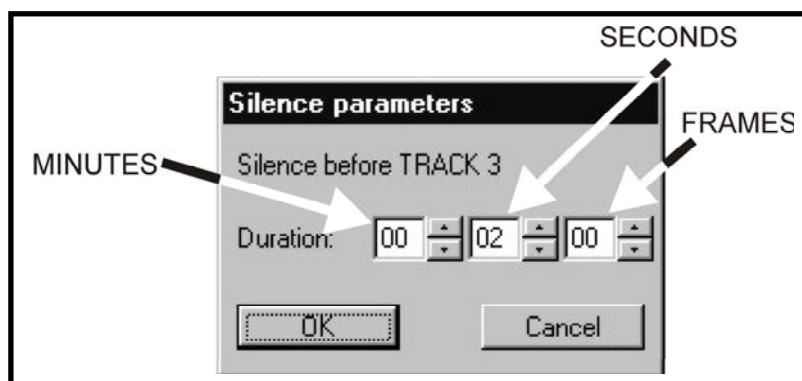 SECONDS
Silence parameters
FRAMES
MINUTES
Silence before TRACK 3
Duration: 00 02 00
OK Cancel